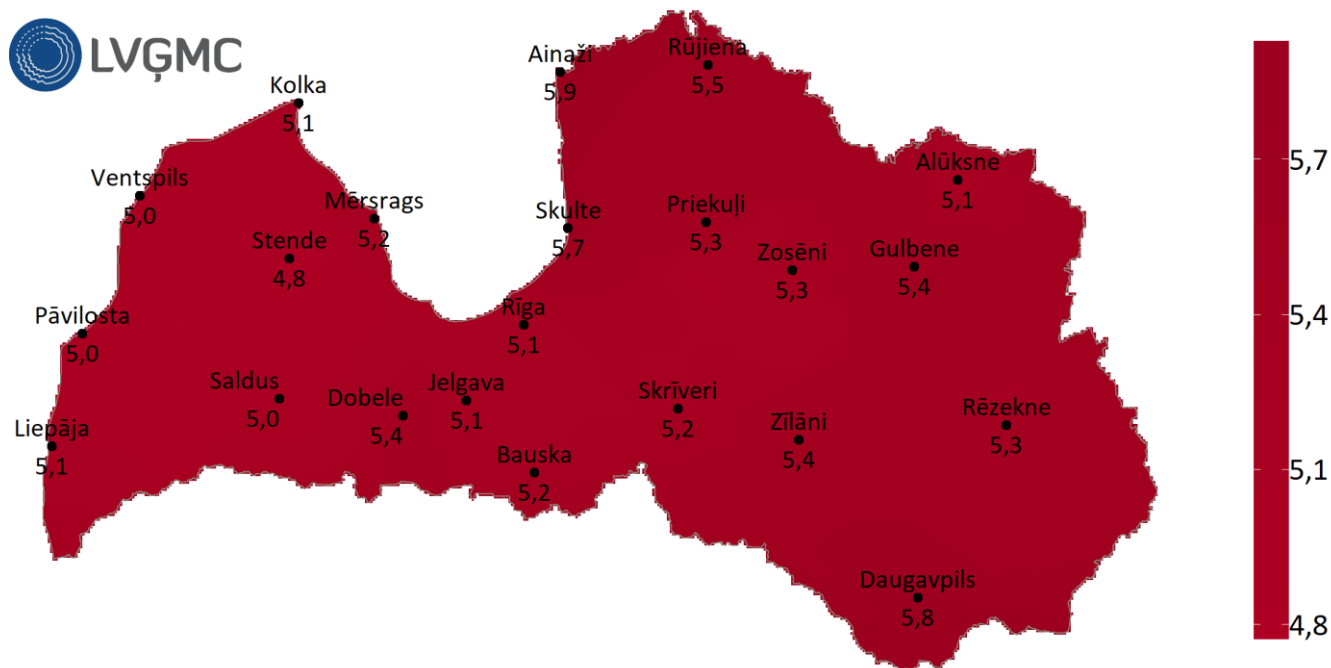 LVĢMC
Ainaži
5,9
Rūjiena
5,5
Kolka
5,1
Alūksne
5,1
Ventspils
5,0
Mērsrags
5,2
Skulte
5,7
Priekuļi
5,3
Stende
4,8
Zosēni
5,3
Gulbene
5,4
Pāvilosta
5,0
Rīga
5,1
Saldus
5,0
Dobele
5,4
Jelgava
5,1
Skrīveri
5,2
Zīlāni
5,4
Rēzekne
5,3
Liepāja
5,1
Bauska
5,2
Daugavpils
5,8
5,7
5,4
5,1
4,8